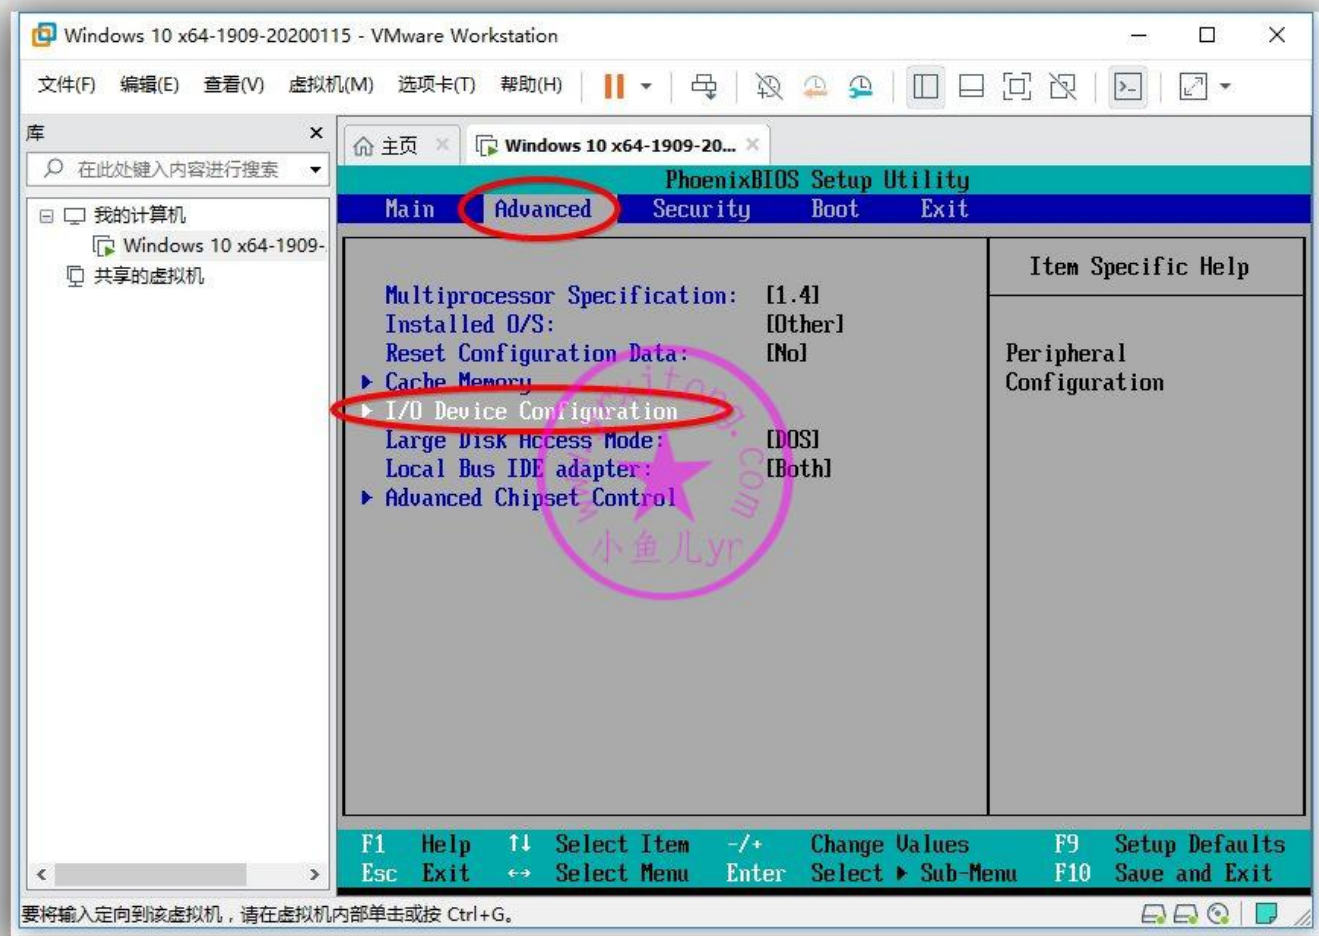 Windows 10 x64-1909-20200115 - VMware Workstation
文件(F) 编辑(E) 查看(V) 虚拟机(M) 选项卡(T) 帮助(H)
库
在此处键入内容进行搜索
我的计算机
Windows 10 x64-1909-
共享的虚拟机
主页 Windows 10 x64-1909-20...
PhoenixBIOS Setup Utility
Main Advanced Security Boot Exit
Multiprocessor Specification: [1.4]
Installed O/S: [Other]
Reset Configuration Data: [No]
Cache Memory
I/O Device Configuration
Large Disk Access Mode: [DOS]
Local Bus IDE adapter: [Both]
Advanced Chipset Control
Item Specific Help
Peripheral
Configuration
小鱼儿yr
F1 Help ↑↓ Select Item -/+ Change Values F9 Setup Defaults
Esc Exit ↔ Select Menu Enter Select ▶ Sub-Menu F10 Save and Exit
要将输入定向到该虚拟机，请在虚拟机内部单击或按 Ctrl+G。